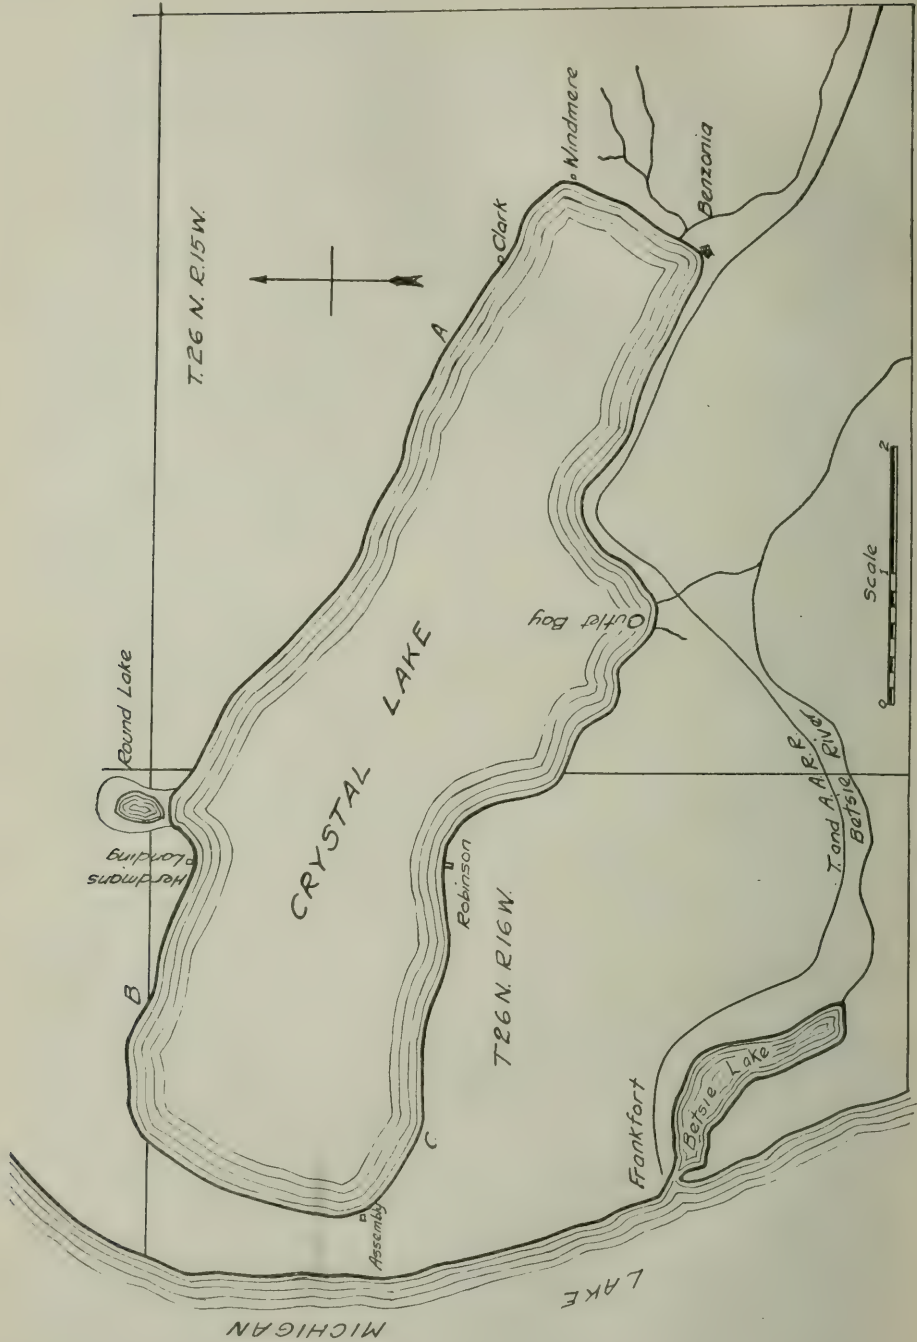 T. 26 N. R. 15 W.
Round Lake
Herdmans
Landing
B
A
Clark
Windmere
Benzonia
CRYSTAL LAKE
Outlet Bay
Robinson
T 26 N. R 16 W.
C
Assembly
Frankfort
Betsie Lake
T. and A. A. R. R.
Betsie River
Scale
0 1 2
LAKE
MICHIGAN